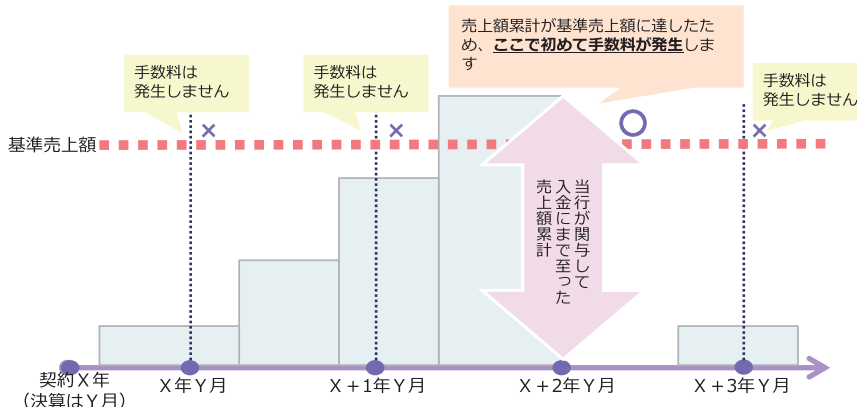 売上額累計が基準売上額に達したた
め、ここで初めて手数料が発生しま
す
手数料は
発生しません
手数料は
発生しません
手数料は
発生しません
×
×
×
基準売上額
当行が関与して
入金にまで至った
売上額累計
契約X年
（決算はY月）
X年Y月
X＋1年Y月
X＋2年Y月
X＋3年Y月